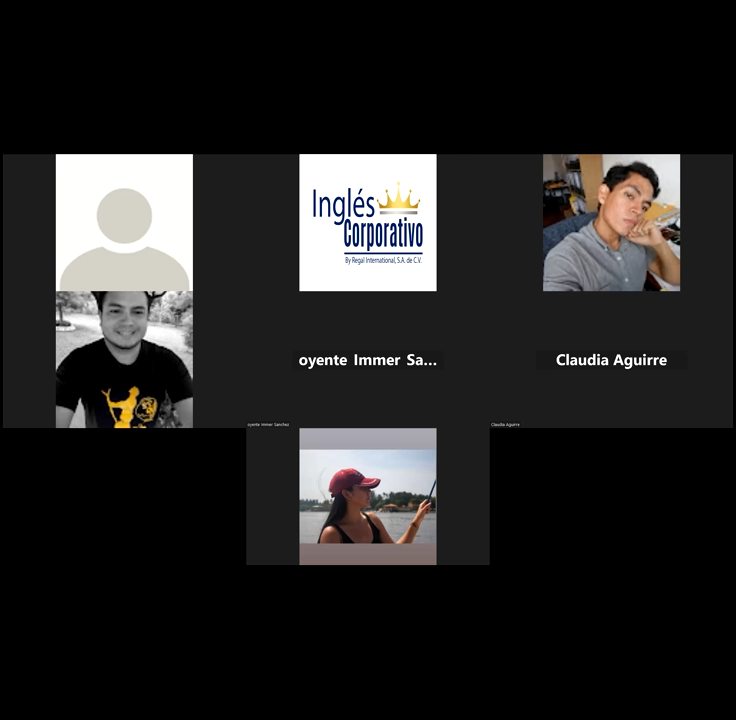 Inglés
Corporativo
By Regal International, S.A. de C.V.
oyente Immer Sa...
Claudia Aguirre
oyente Immer Sanchez
Claudia Aguirre